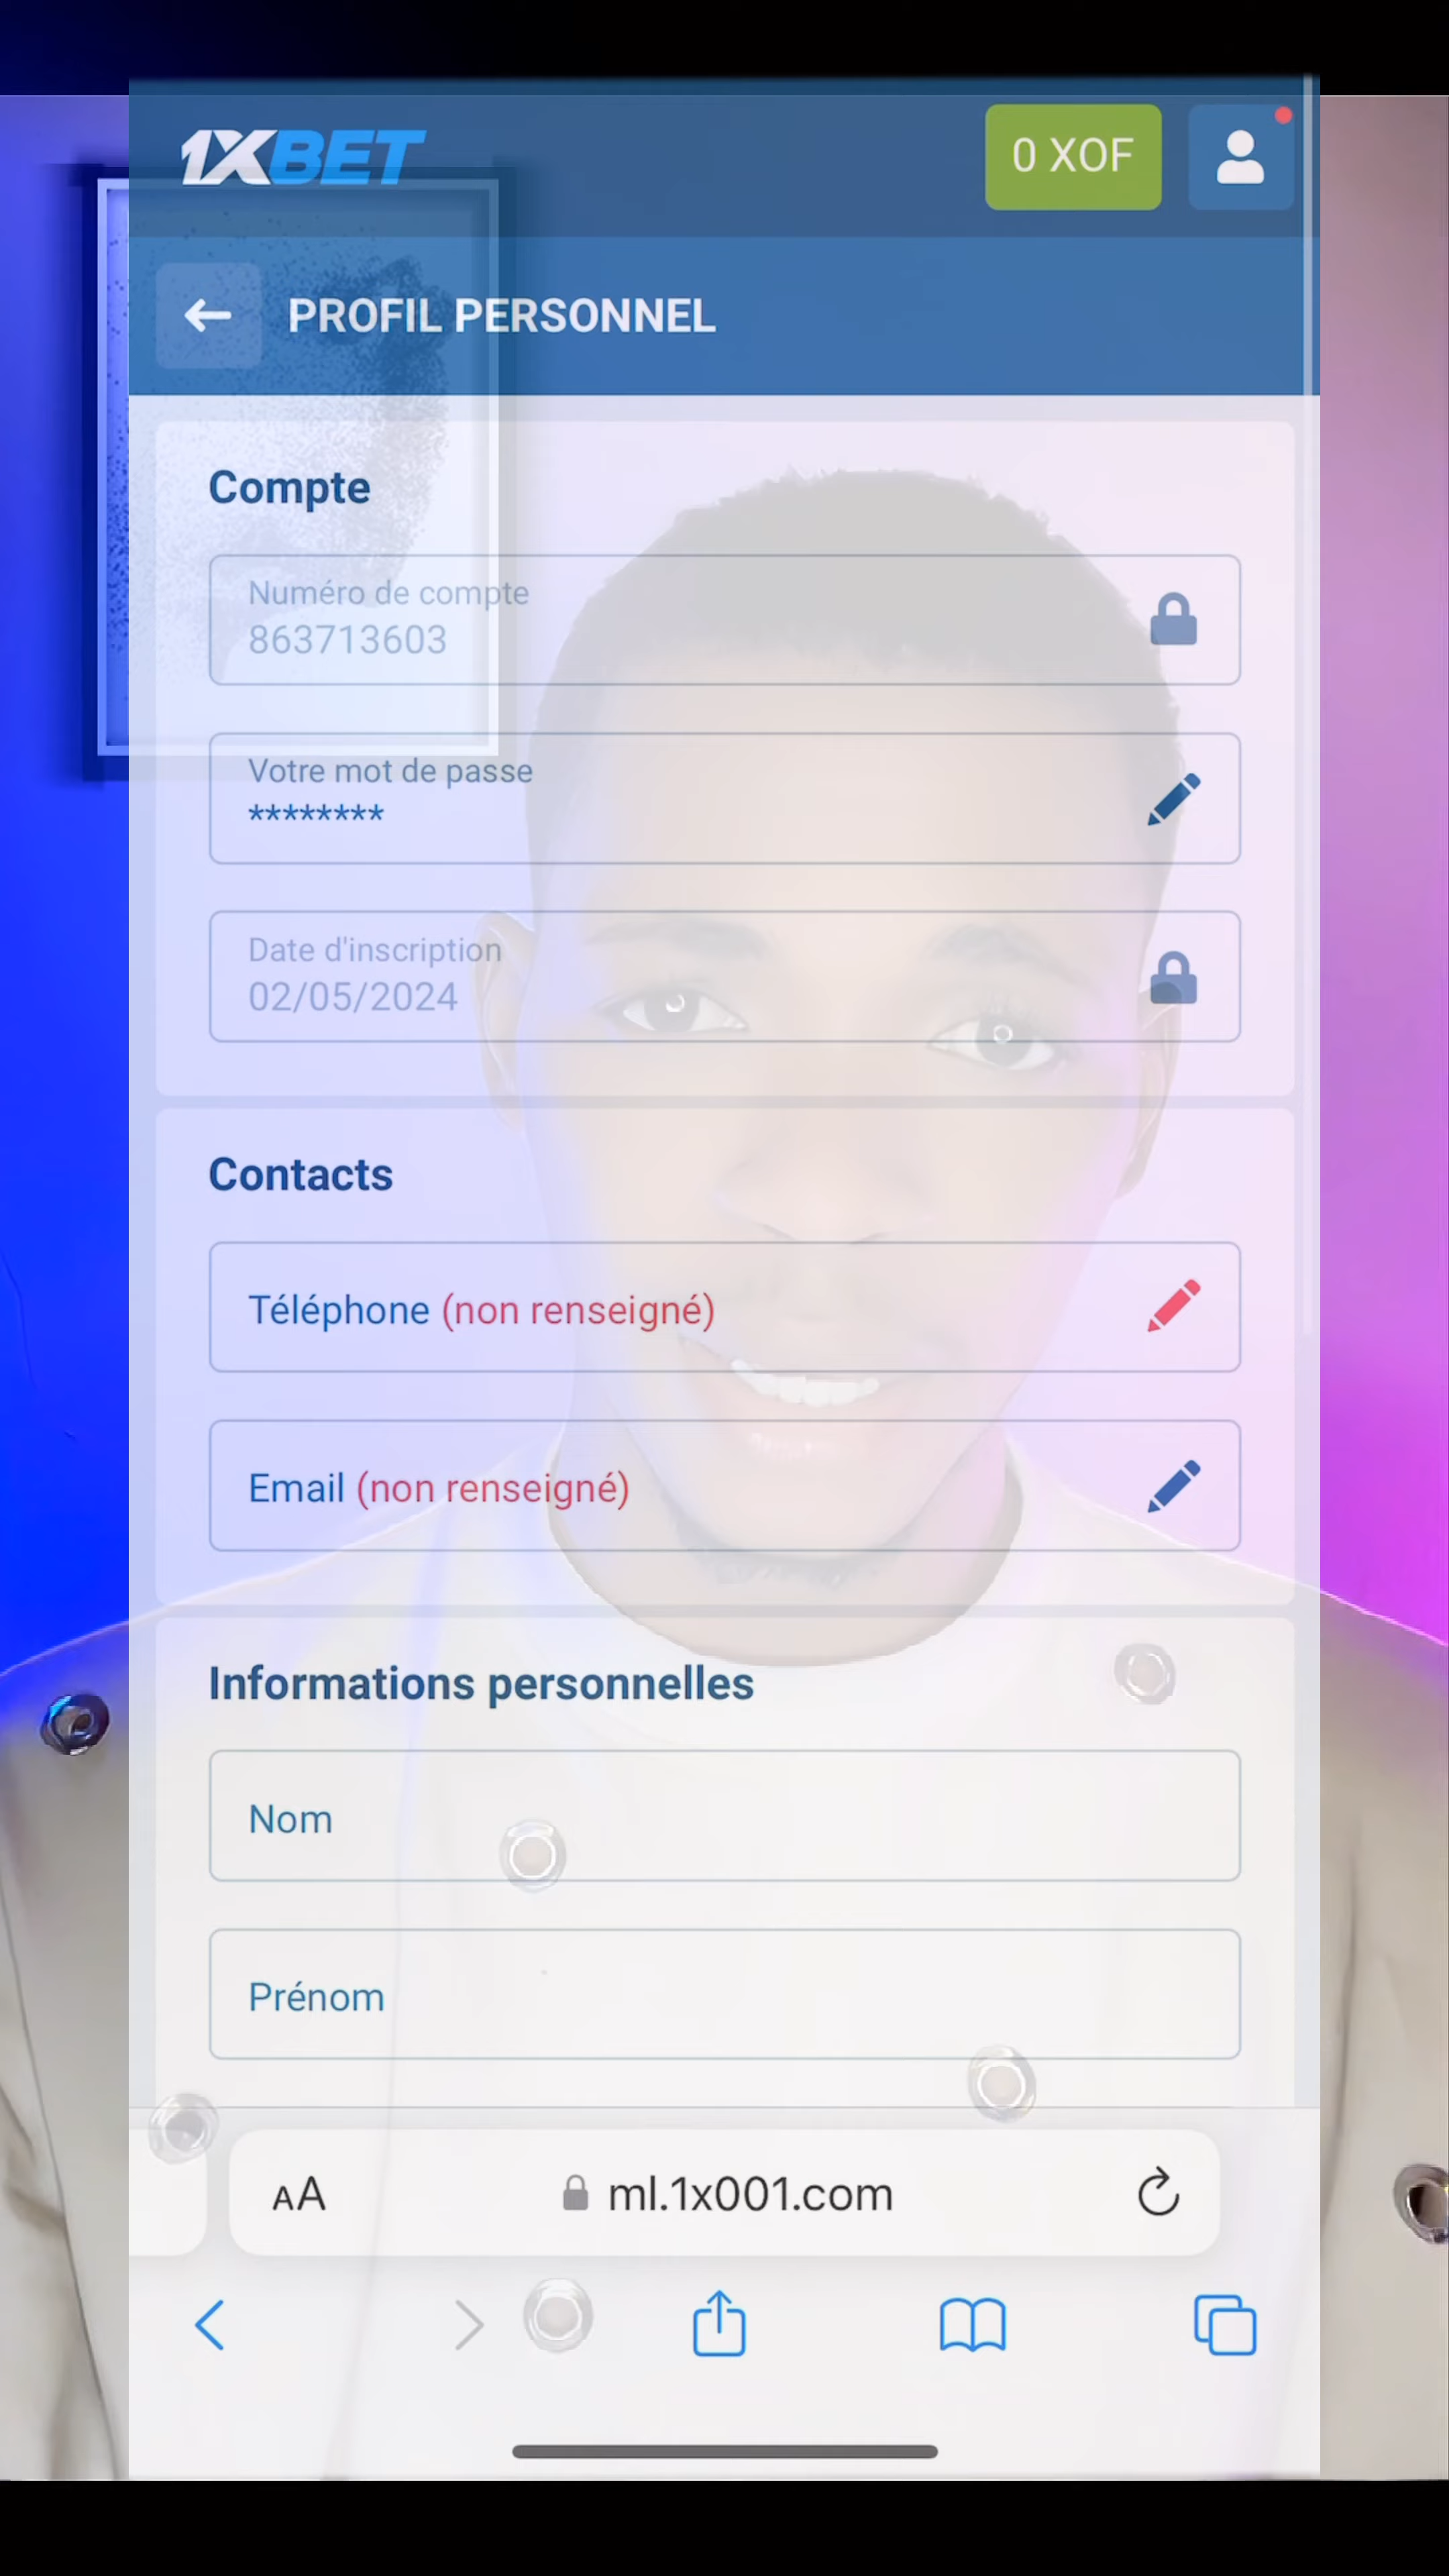 1XBET
0 XOF
PROFIL PERSONNEL
Compte
Numéro de compte
863713603
Votre mot de passe
********
Date d'inscription
02/05/2024
Contacts
Téléphone (non renseigné)
Email (non renseigné)
Informations personnelles
Nom
Prénom
AA
ml.1x001.com